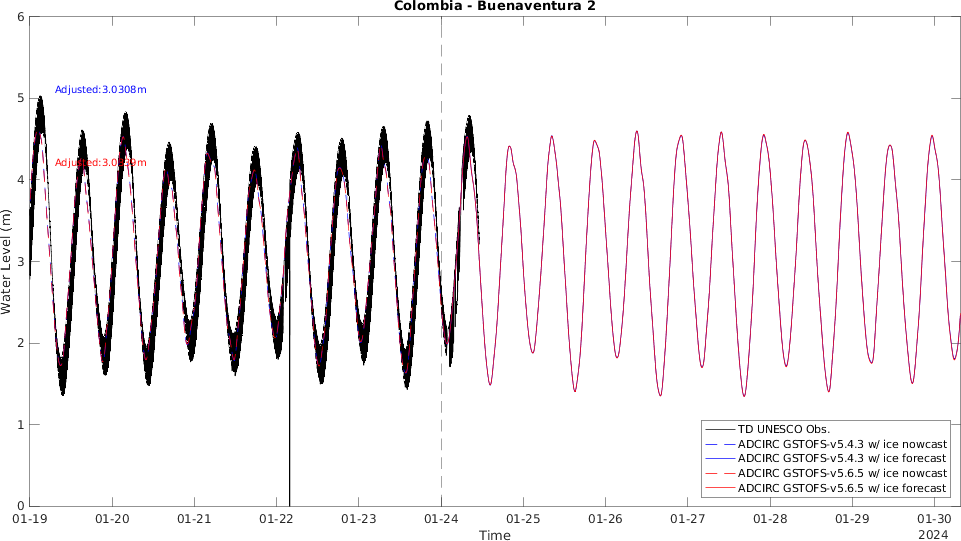 Colombia - Buenaventura 2
6
5
4
3
2
1
0
Water Level (m)
Adjusted:3.0308m
01-19
01-20
01-21
01-22
01-23
01-24
01-25
01-26
01-27
01-28
01-29
01-30
2024
Time
TD UNESCO Obs.
ADCIRC GSTOFS-v5.4.3 w/ ice nowcast
ADCIRC GSTOFS-v5.4.3 w/ ice forecast
ADCIRC GSTOFS-v5.6.5 w/ ice nowcast
ADCIRC GSTOFS-v5.6.5 w/ ice forecast